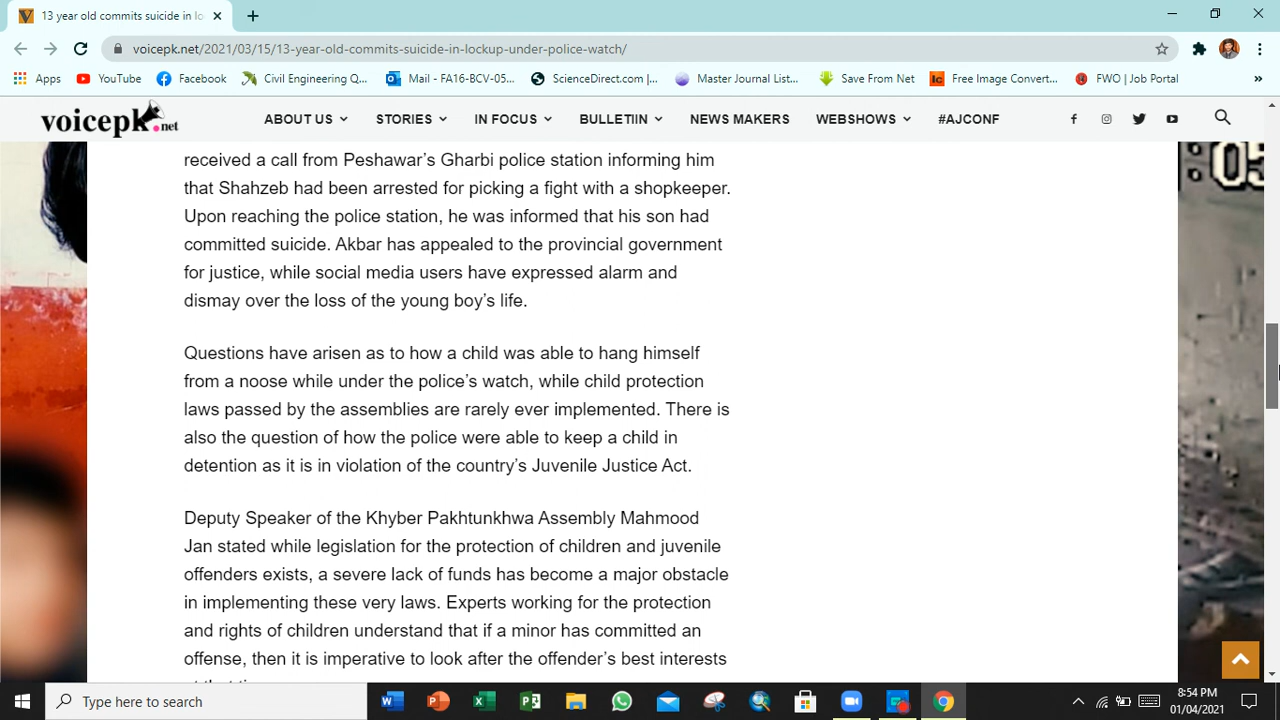 13 year old commits suicide in lo
voicepk.net/2021/03/15/13-year-old-commits-suicide-in-lockup-under-police-watch/
Apps YouTube Facebook Civil Engineering Q... Mail - FA16-BCV-05... ScienceDirect.com |... Master Journal List... Save From Net Free Image Convert... FWO | Job Portal »
voicepk.net ABOUT US STORIES IN FOCUS BULLETIIN NEWS MAKERS WEBSHOWS #AJCONF
:05
received a call from Peshawar’s Gharbi police station informing him
that Shahzeb had been arrested for picking a fight with a shopkeeper.
Upon reaching the police station, he was informed that his son had
committed suicide. Akbar has appealed to the provincial government
for justice, while social media users have expressed alarm and
dismay over the loss of the young boy’s life.
Questions have arisen as to how a child was able to hang himself
from a noose while under the police’s watch, while child protection
laws passed by the assemblies are rarely ever implemented. There is
also the question of how the police were able to keep a child in
detention as it is in violation of the country’s Juvenile Justice Act.
Deputy Speaker of the Khyber Pakhtunkhwa Assembly Mahmood
Jan stated while legislation for the protection of children and juvenile
offenders exists, a severe lack of funds has become a major obstacle
in implementing these very laws. Experts working for the protection
and rights of children understand that if a minor has committed an
offense, then it is imperative to look after the offender’s best interests
Type here to search
8:54 PM
01/04/2021